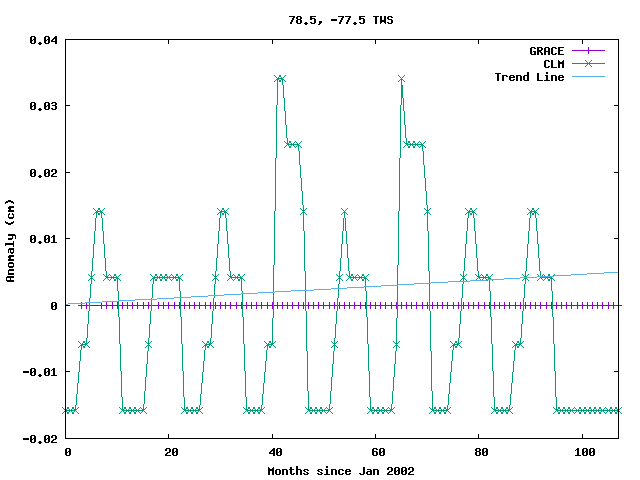 78.5, -77.5 TWS
0.04
0.03
0.02
0.01
0
-0.01
-0.02
Anomaly (cm)
GRACE
CLM
Trend Line
0 20 40 60 80 100
Months since Jan 2002